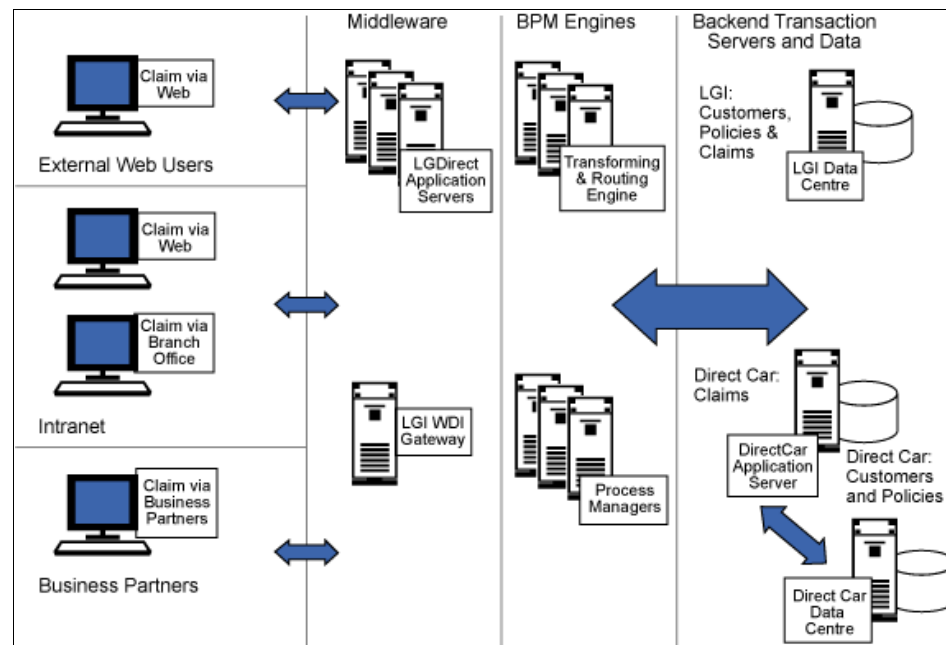 Middleware
BPM Engines
Backend Transaction
Servers and Data
Claim via
Web
External Web Users
LGDirect
Application
Servers
Transforming
& Routing
Engine
LGI:
Customers,
Policies &
Claims
LGI Data
Centre
Claim via
Web
Claim via
Branch
Office
Intranet
LGI WDI
Gateway
Process
Managers
Direct Car:
Claims
DirectCar
Application
Server
Direct Car:
Customers
and Policies
Claim via
Business
Partners
Business Partners
Direct Car
Data
Centre